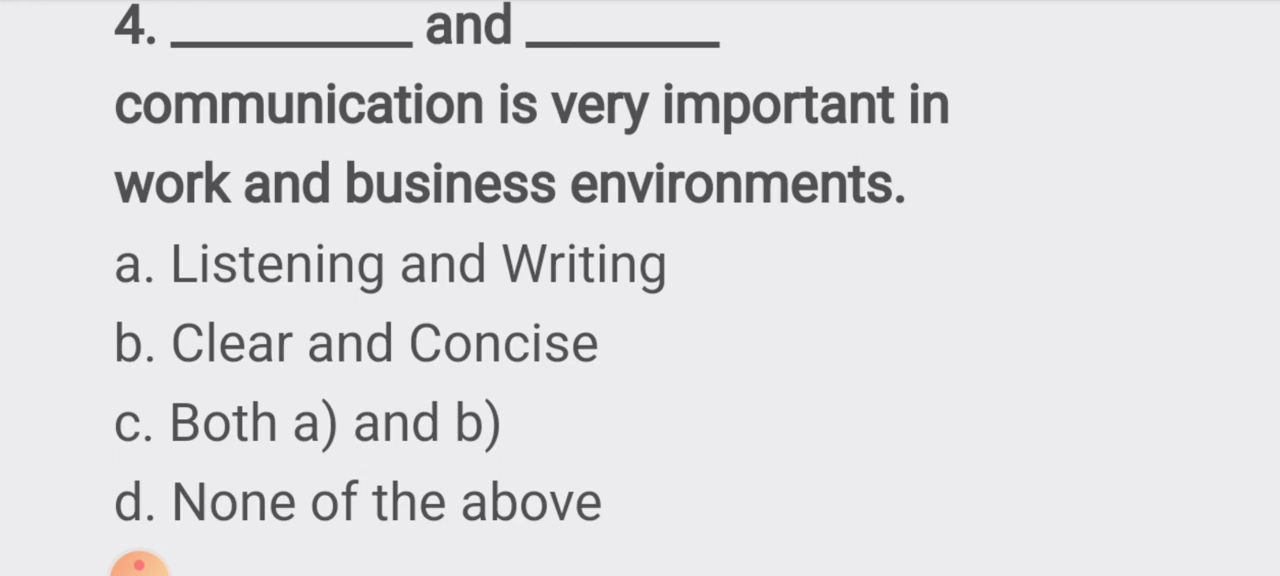 4. __________ and ________
communication is very important in
work and business environments.
a. Listening and Writing
b. Clear and Concise
c. Both a) and b)
d. None of the above